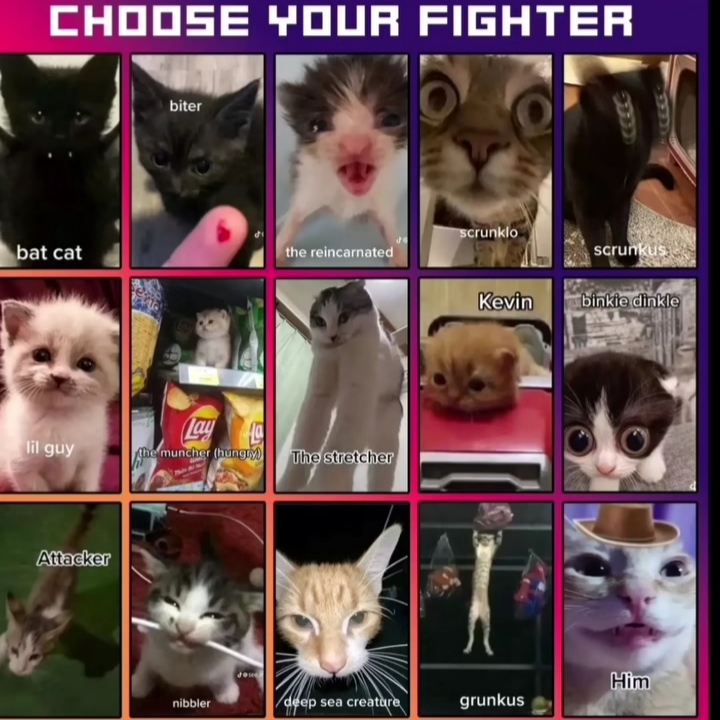 CHOOSE YOUR FIGHTER
bat cat
biter
the reincarnated
scrunklo
scrunkus
lil guy
Lay
the muncher (hungry)
The stretcher
Kevin
binkie dinkle
Attacker
nibbler
deep sea creature
grunkus
Him